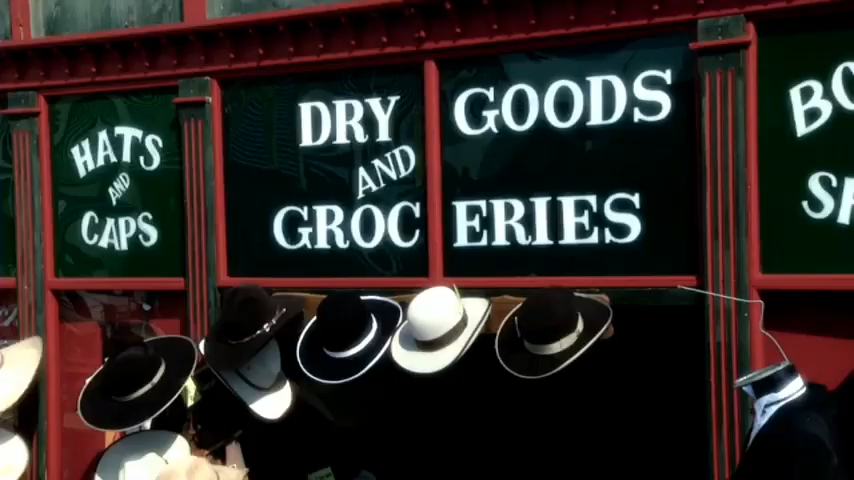 HATS
AND
CAPS
DRY GOODS
AND
GROCERIES